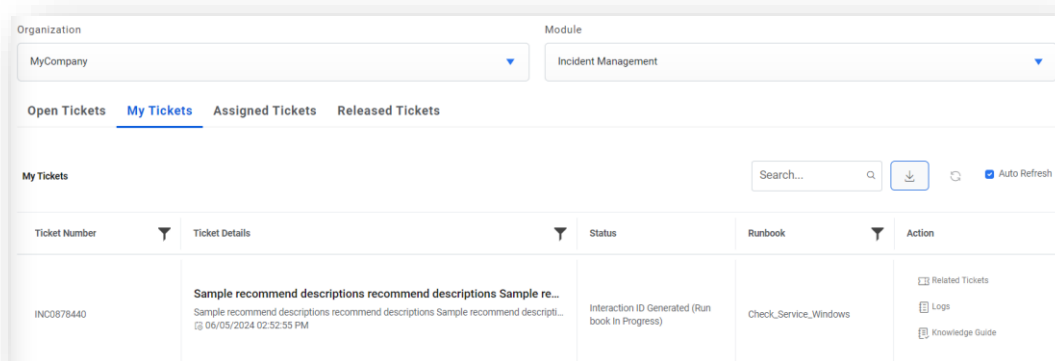 Organization
Module
MyCompany
Incident Management
Open Tickets
My Tickets
Assigned Tickets
Released Tickets
My Tickets
Search...
Auto Refresh
Ticket Number
Ticket Details
Status
Runbook
Action
INC0878440
Sample recommend descriptions recommend descriptions Sample re...
Sample recommend descriptions recommend descriptions Sample recommend descripti...
06/05/2024 02:52:55 PM
Interaction ID Generated (Run
book In Progress)
Check_Service_Windows
Related Tickets
Logs
Knowledge Guide